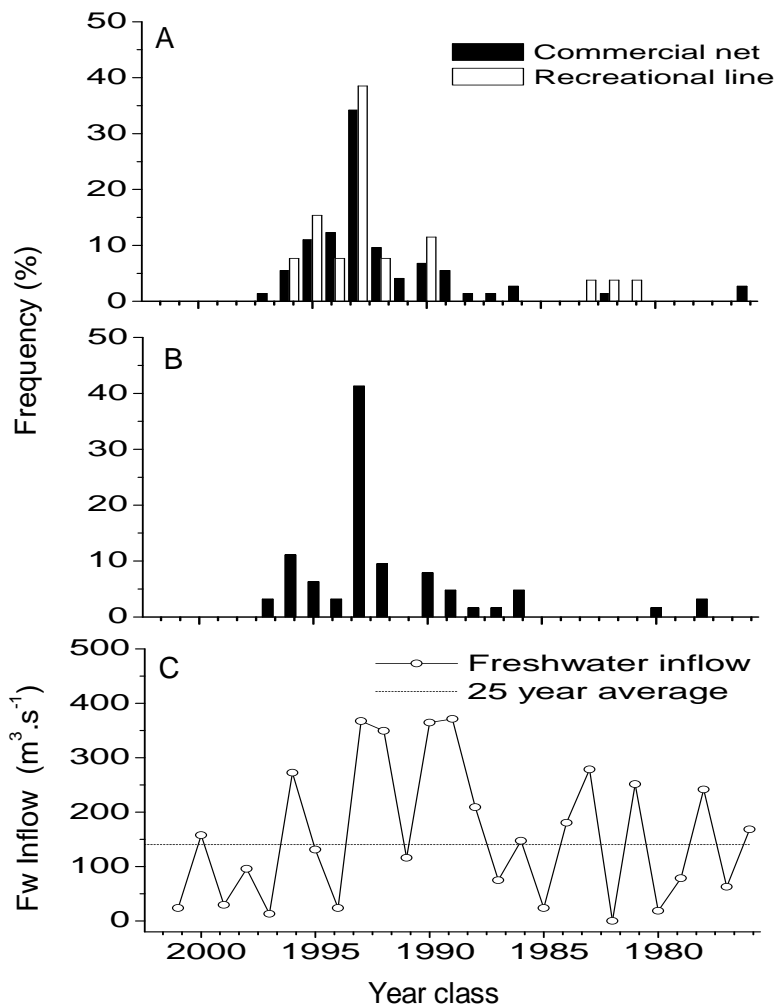 A
Commercial net
Recreational line
50
40
30
20
10
0
B
50
40
30
20
10
0
Frequency (%)
C
Freshwater inflow
25 year average
500
400
300
200
100
0
Fw Inflow (m³.s⁻¹)
2000 1995 1990 1985 1980
Year class